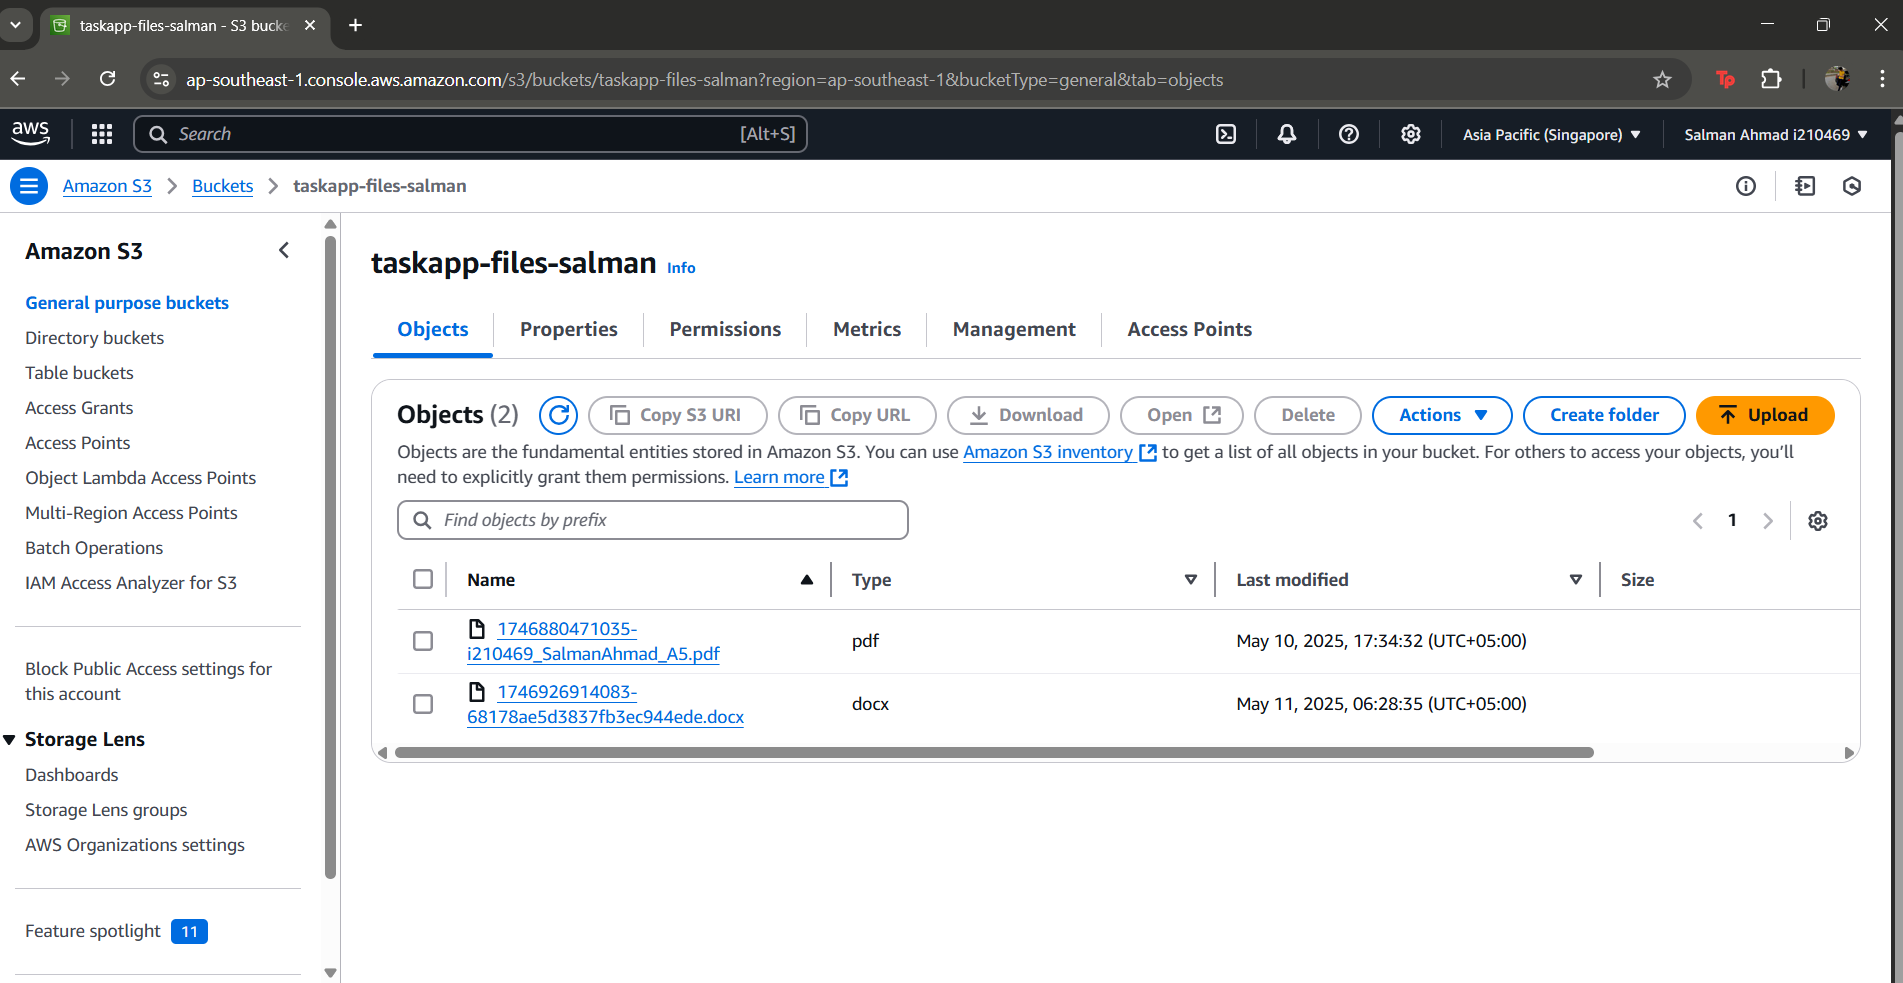 taskapp-files-salman - S3 bucke
ap-southeast-1.console.aws.amazon.com/s3/buckets/taskapp-files-salman?region=ap-southeast-1&bucketType=general&tab=objects
Tp
aws
Search
[Alt+S]
Asia Pacific (Singapore)
Salman Ahmad i210469
Amazon S3
Buckets
taskapp-files-salman
Amazon S3
General purpose buckets
Directory buckets
Table buckets
Access Grants
Access Points
Object Lambda Access Points
Multi-Region Access Points
Batch Operations
IAM Access Analyzer for S3
Block Public Access settings for
this account
Storage Lens
Dashboards
Storage Lens groups
AWS Organizations settings
Feature spotlight 11
taskapp-files-salman Info
Objects
Properties
Permissions
Metrics
Management
Access Points
Objects (2)
Copy S3 URI
Copy URL
Download
Open
Delete
Actions
Create folder
Upload
Objects are the fundamental entities stored in Amazon S3. You can use Amazon S3 inventory to get a list of all objects in your bucket. For others to access your objects, you’ll
need to explicitly grant them permissions. Learn more
Find objects by prefix
1
Name
Type
Last modified
Size
1746880471035-
i210469_SalmanAhmad_A5.pdf
pdf
May 10, 2025, 17:34:32 (UTC+05:00)
1746926914083-
68178ae5d3837fb3ec944ede.docx
docx
May 11, 2025, 06:28:35 (UTC+05:00)